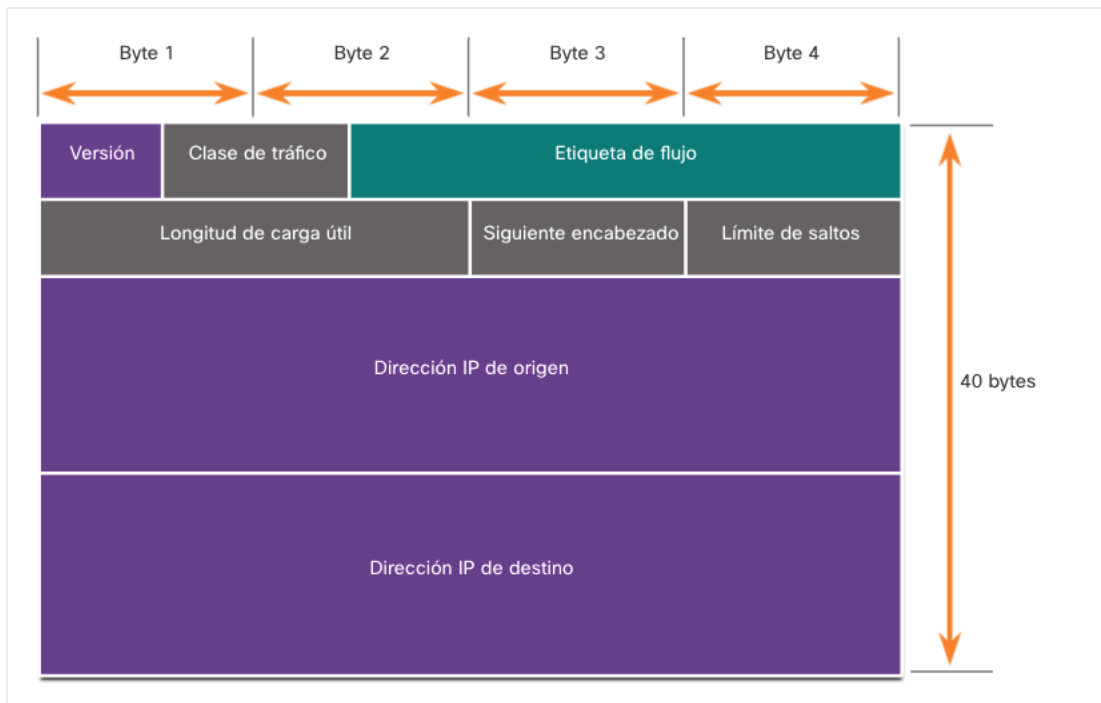 Byte 1
Byte 2
Byte 3
Byte 4
Versión
Clase de tráfico
Etiqueta de flujo
Longitud de carga útil
Siguiente encabezado
Límite de saltos
Dirección IP de origen
40 bytes
Dirección IP de destino